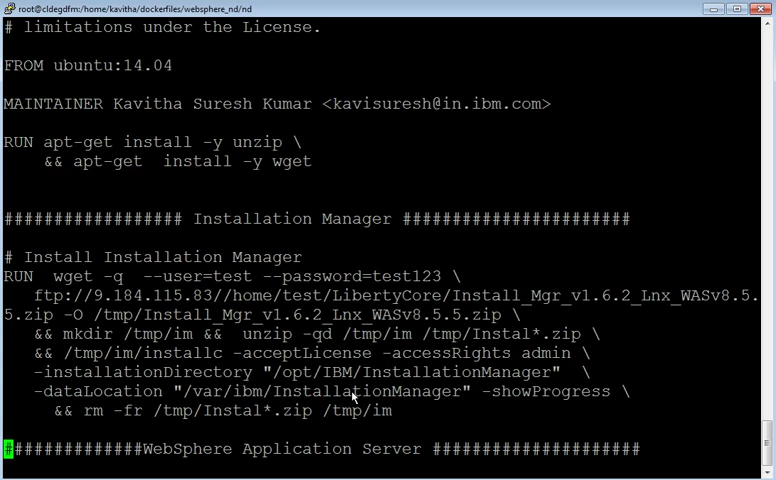 root@cldegdfm:/home/kavitha/dockerfiles/websphere_nd/nd
# limitations under the License.
FROM ubuntu:14.04
MAINTAINER Kavitha Suresh Kumar <kavisuresh@in.ibm.com>
RUN apt-get install -y unzip \
&& apt-get  install -y wget
################## Installation Manager #######################
# Install Installation Manager
RUN  wget -q  --user=test --password=test123 \
ftp://9.184.115.83//home/test/LibertyCore/Install_Mgr_v1.6.2_Lnx_WASv8.5.
5.zip -O /tmp/Install_Mgr_v1.6.2_Lnx_WASv8.5.5.zip \
&& mkdir /tmp/im &&  unzip -qd /tmp/im /tmp/Instal*.zip \
&& /tmp/im/installc -acceptLicense -accessRights admin \
-installationDirectory "/opt/IBM/InstallationManager"  \
-dataLocation "/var/ibm/InstallationManager" -showProgress \
&& rm -fr /tmp/Instal*.zip /tmp/im
##############WebSphere Application Server #####################